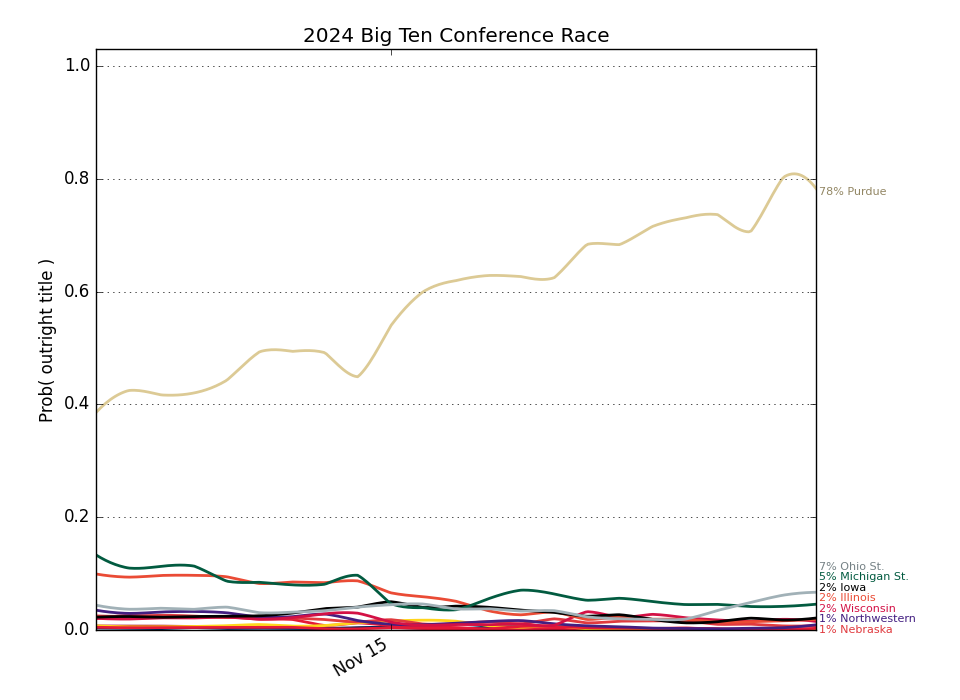 2024 Big Ten Conference Race
1.0
0.8
0.6
0.4
0.2
0.0
Prob( outright title )
Nov 15
78% Purdue
7% Ohio St.
5% Michigan St.
2% Iowa
2% Illinois
2% Wisconsin
1% Northwestern
1% Nebraska